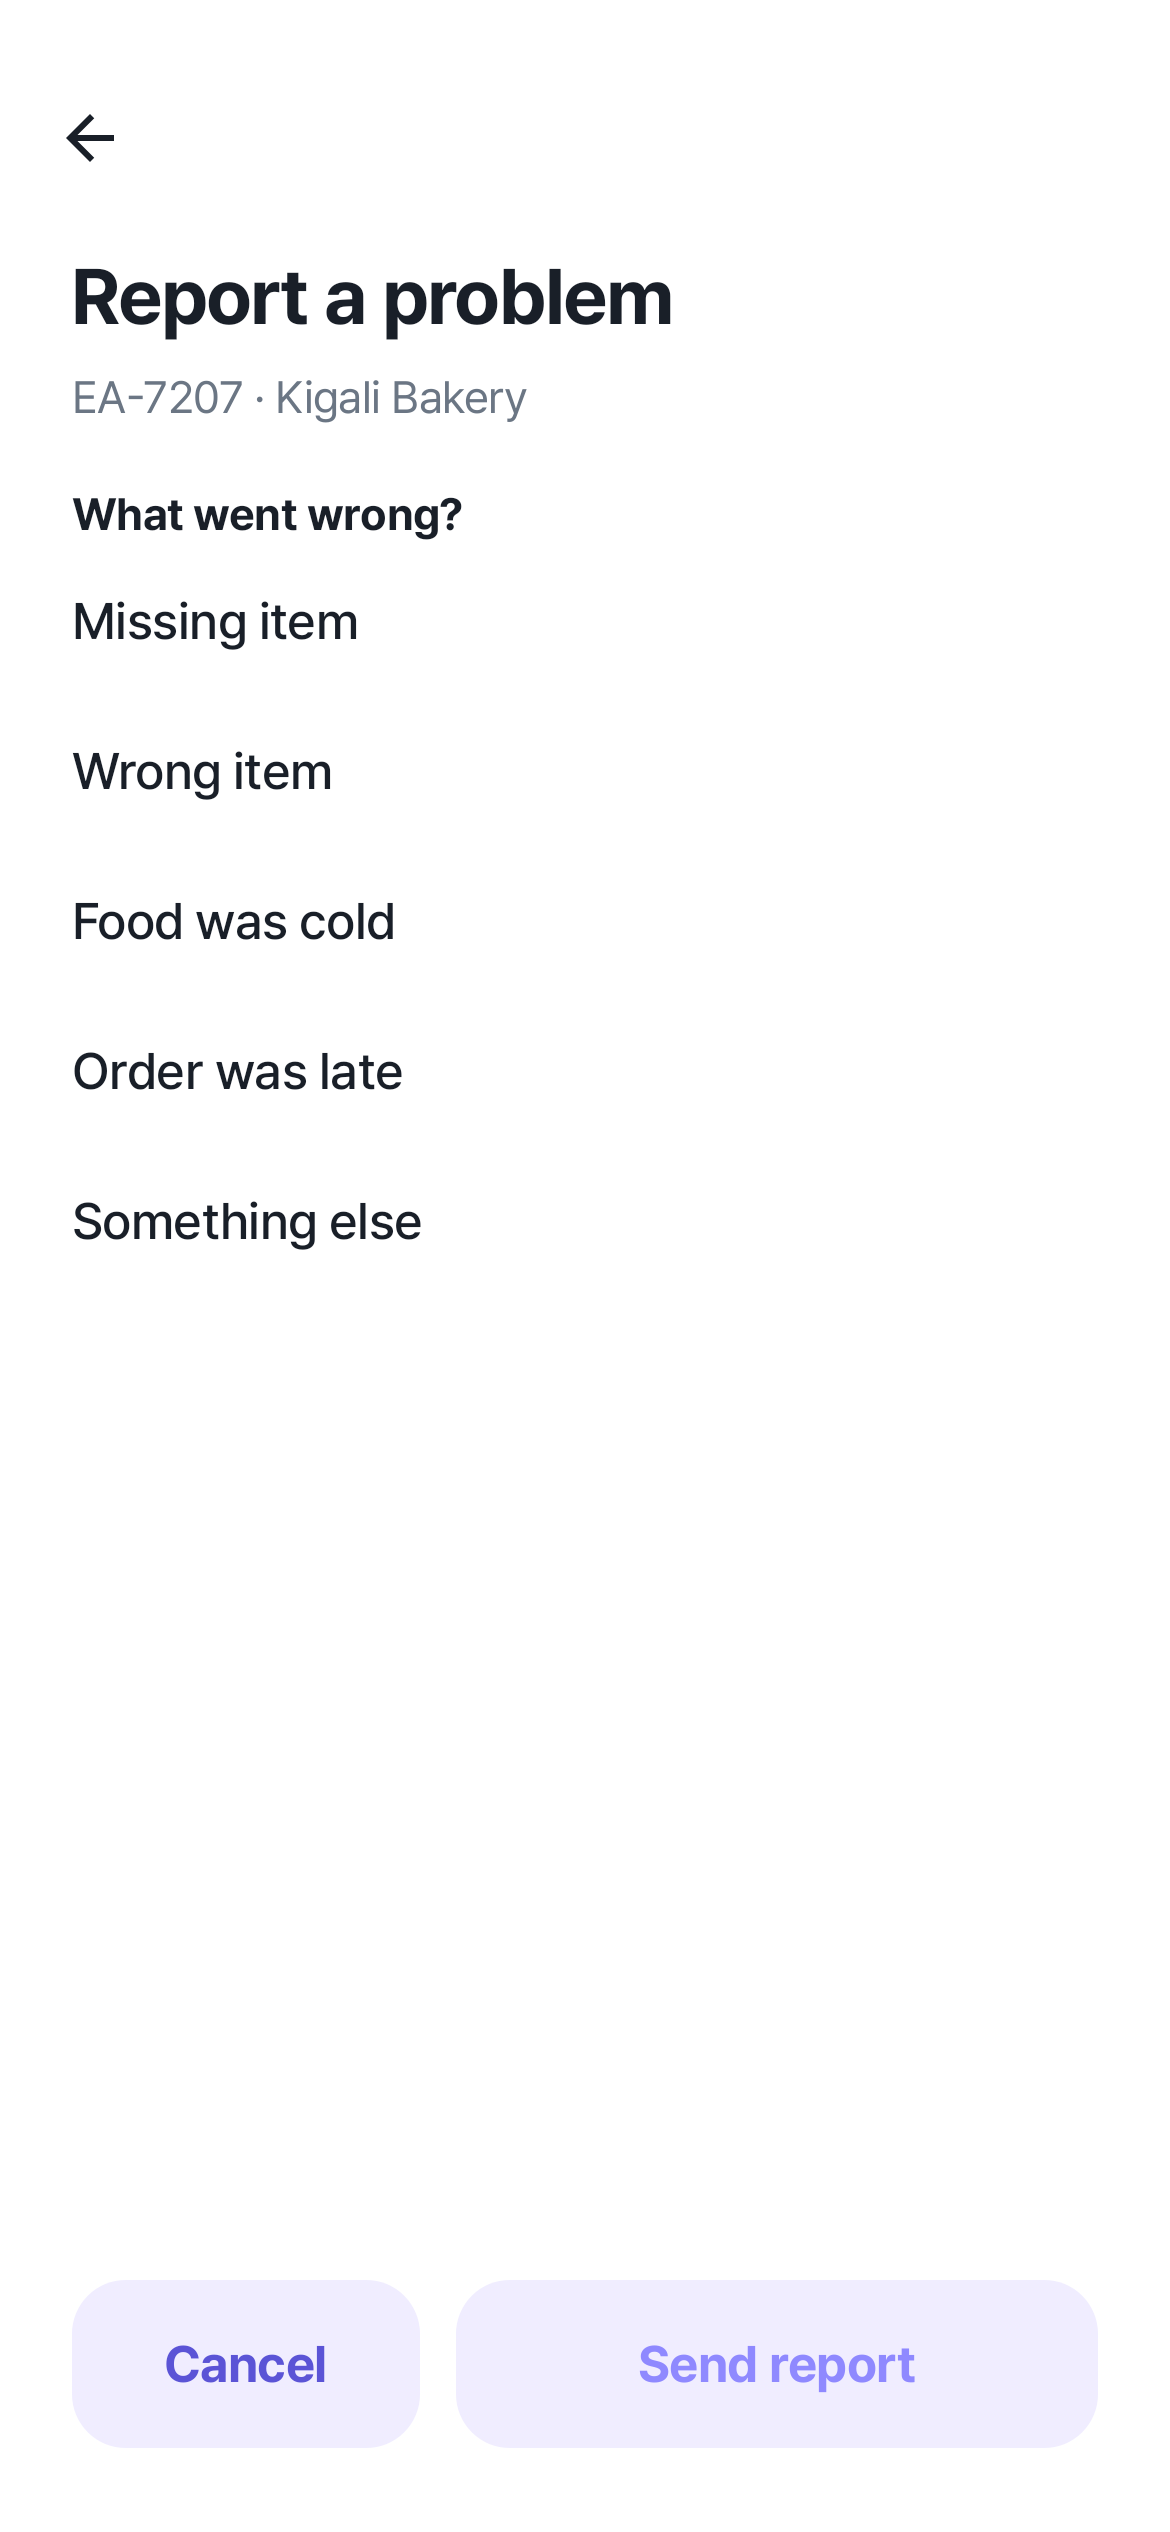 Report a problem
EA-7207 · Kigali Bakery
What went wrong?
Missing item
Wrong item
Food was cold
Order was late
Something else
Cancel
Send report